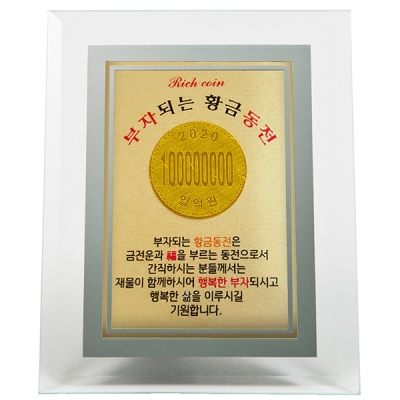 Rich coin
부자되는 황금동전
2020
100000000
일억원
부자되는 황금동전은
금전운과 福을 부르는 동전으로서
간직하시는 분들께서는
재물이 함께하시어 행복한 부자되시고
행복한 삶을 이루시길
기원합니다.